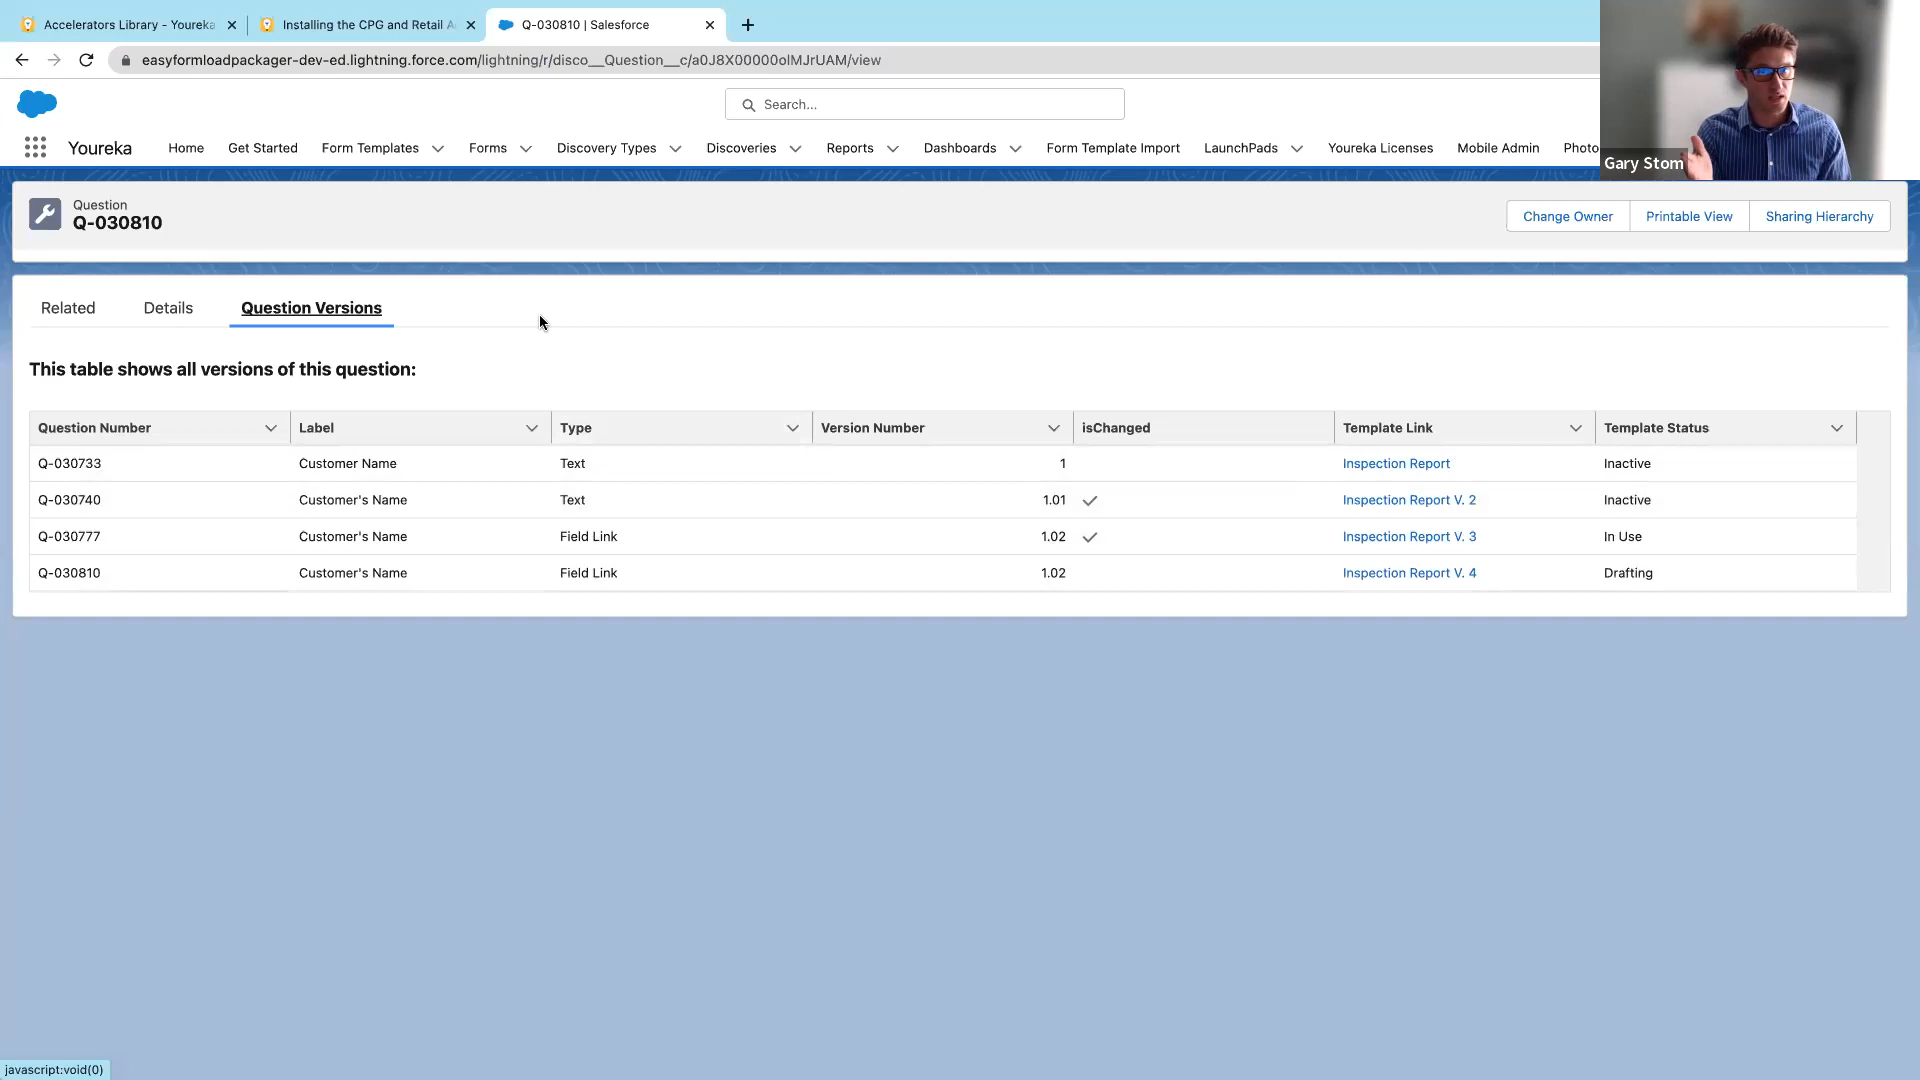 Accelerators Library - Youreka
Installing the CPG and Retail A
Q-030810 | Salesforce
easyformloadpackager-dev-ed.lightning.force.com/lightning/r/disco__Question__c/a0J8X00000olMJrUAM/view
Search...
Youreka Home Get Started Form Templates Forms Discovery Types Discoveries Reports Dashboards Form Template Import LaunchPads Youreka Licenses Mobile Admin Photo
Gary Stom
Question
Q-030810
Change Owner Printable View Sharing Hierarchy
Related Details Question Versions
This table shows all versions of this question:
Question Number Label Type Version Number isChanged Template Link Template Status
Q-030733 Customer Name Text 1 Inspection Report Inactive
Q-030740 Customer's Name Text 1.01 Inspection Report V. 2 Inactive
Q-030777 Customer's Name Field Link 1.02 Inspection Report V. 3 In Use
Q-030810 Customer's Name Field Link 1.02 Inspection Report V. 4 Drafting
javascript:void(0)